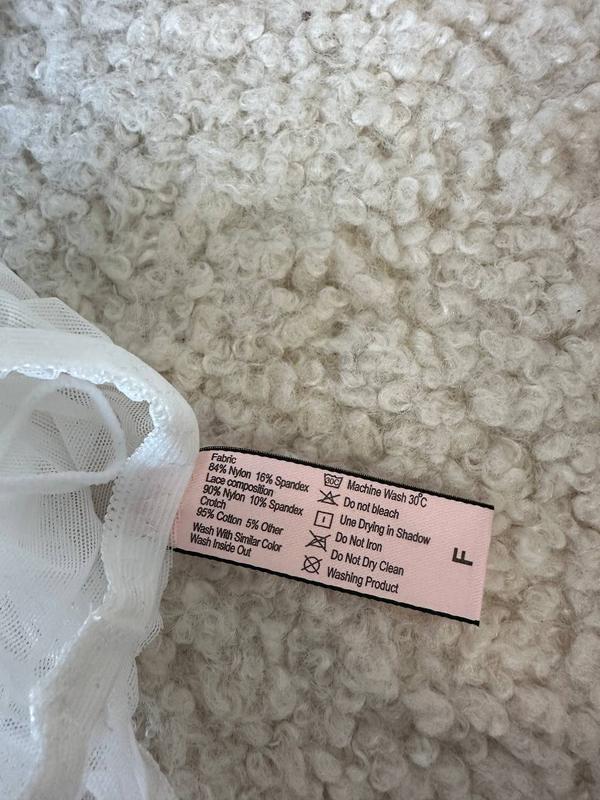 Fabric
84% Nylon 16% Spandex
Lace composition
90% Nylon 10% Spandex
Crotch
95% Cotton 5% Other
Wash With Similar Color
Wash Inside Out
30C Machine Wash 30°C
Do not bleach
Une Drying in Shadow
Do Not Iron
Do Not Dry Clean
Washing Product
F